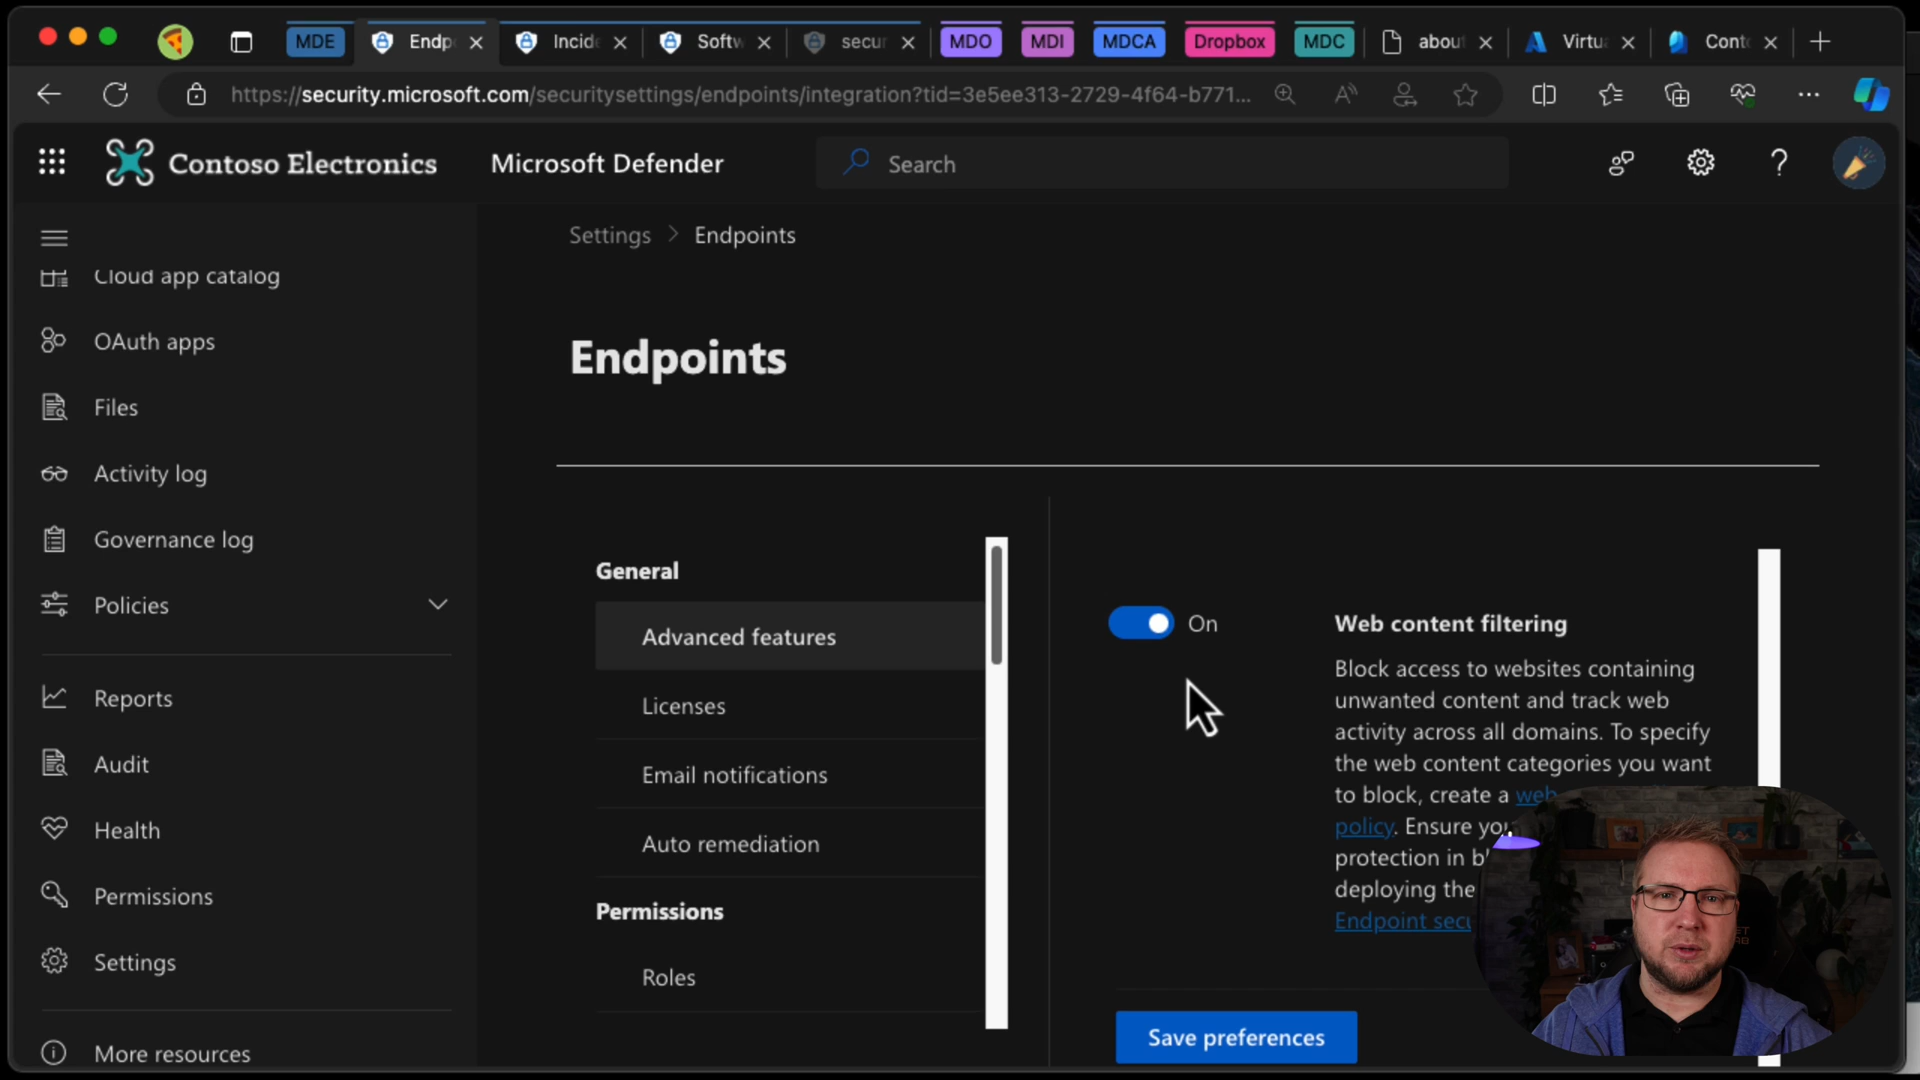 MDE
Endp
Incid
Softw
secur
MDO
MDI
MDCA
Dropbox
MDC
about
Virtu
Cont
https://security.microsoft.com/securitysettings/endpoints/integration?tid=3e5ee313-2729-4f64-b771...
Contoso Electronics
Microsoft Defender
Search
Settings > Endpoints
Cloud app catalog
OAuth apps
Files
Activity log
Governance log
Policies
Reports
Audit
Health
Permissions
Settings
More resources
Endpoints
General
Advanced features
Licenses
Email notifications
Auto remediation
Permissions
Roles
On
Web content filtering
Block access to websites containing
unwanted content and track web
activity across all domains. To specify
the web content categories you want
to block, create a web
policy. Ensure you
protection in bl
deploying the
Endpoint secu
Save preferences